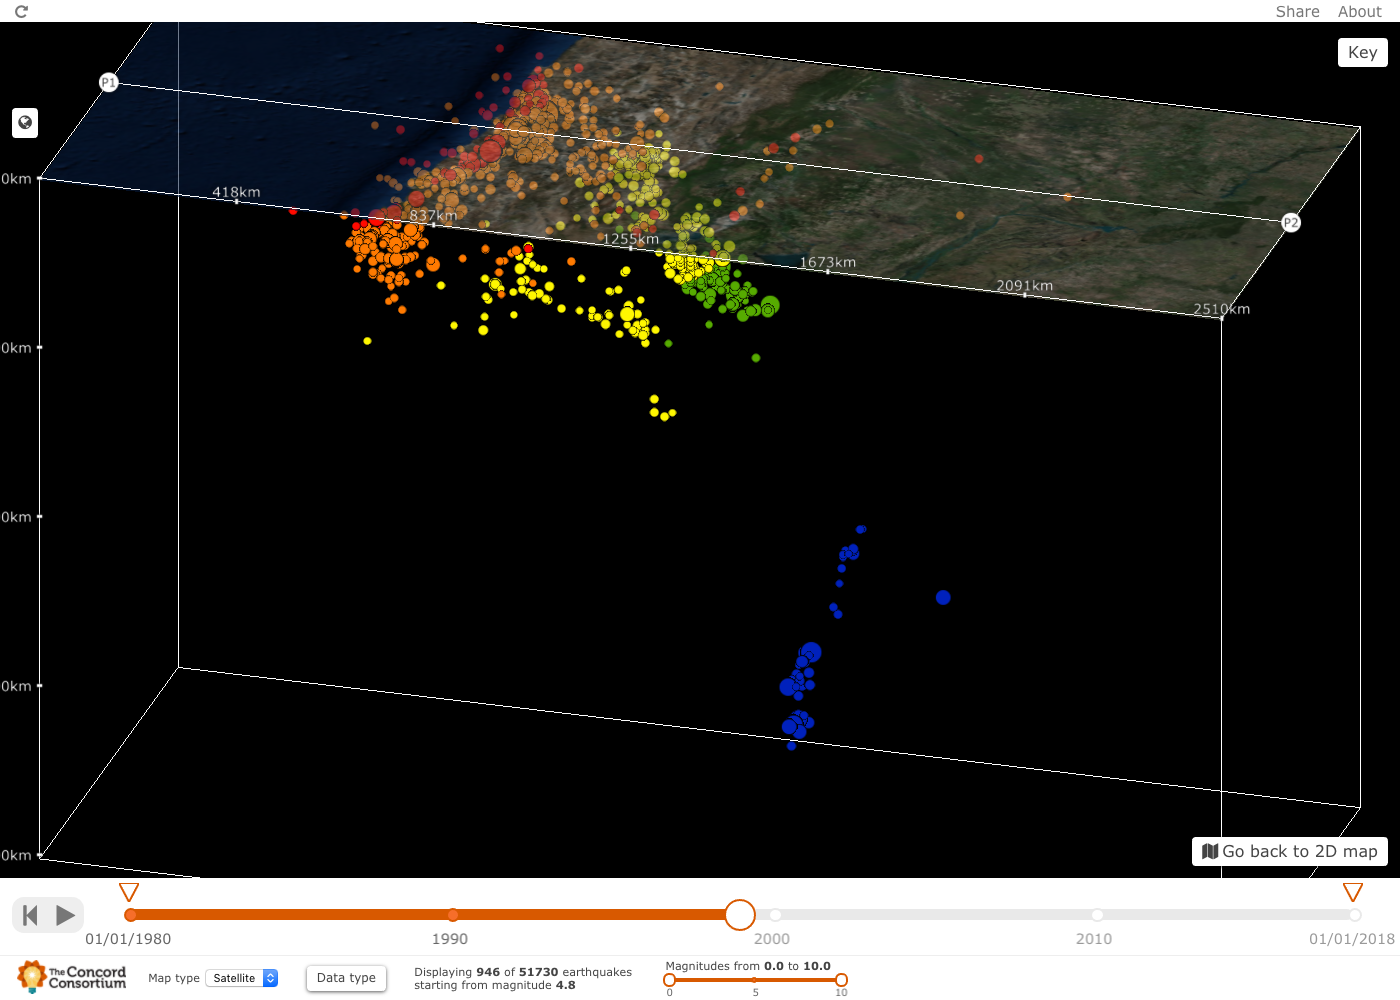 Share About
Key
P1
0km
418km
837km
1255km
1673km
2091km
2510km
P2
0km
0km
0km
0km
Go back to 2D map
01/01/1980 1990 2000 2010 01/01/2018
The Concord Consortium
Map type Satellite
Data type
Displaying 946 of 51730 earthquakes
starting from magnitude 4.8
Magnitudes from 0.0 to 10.0
0 5 10